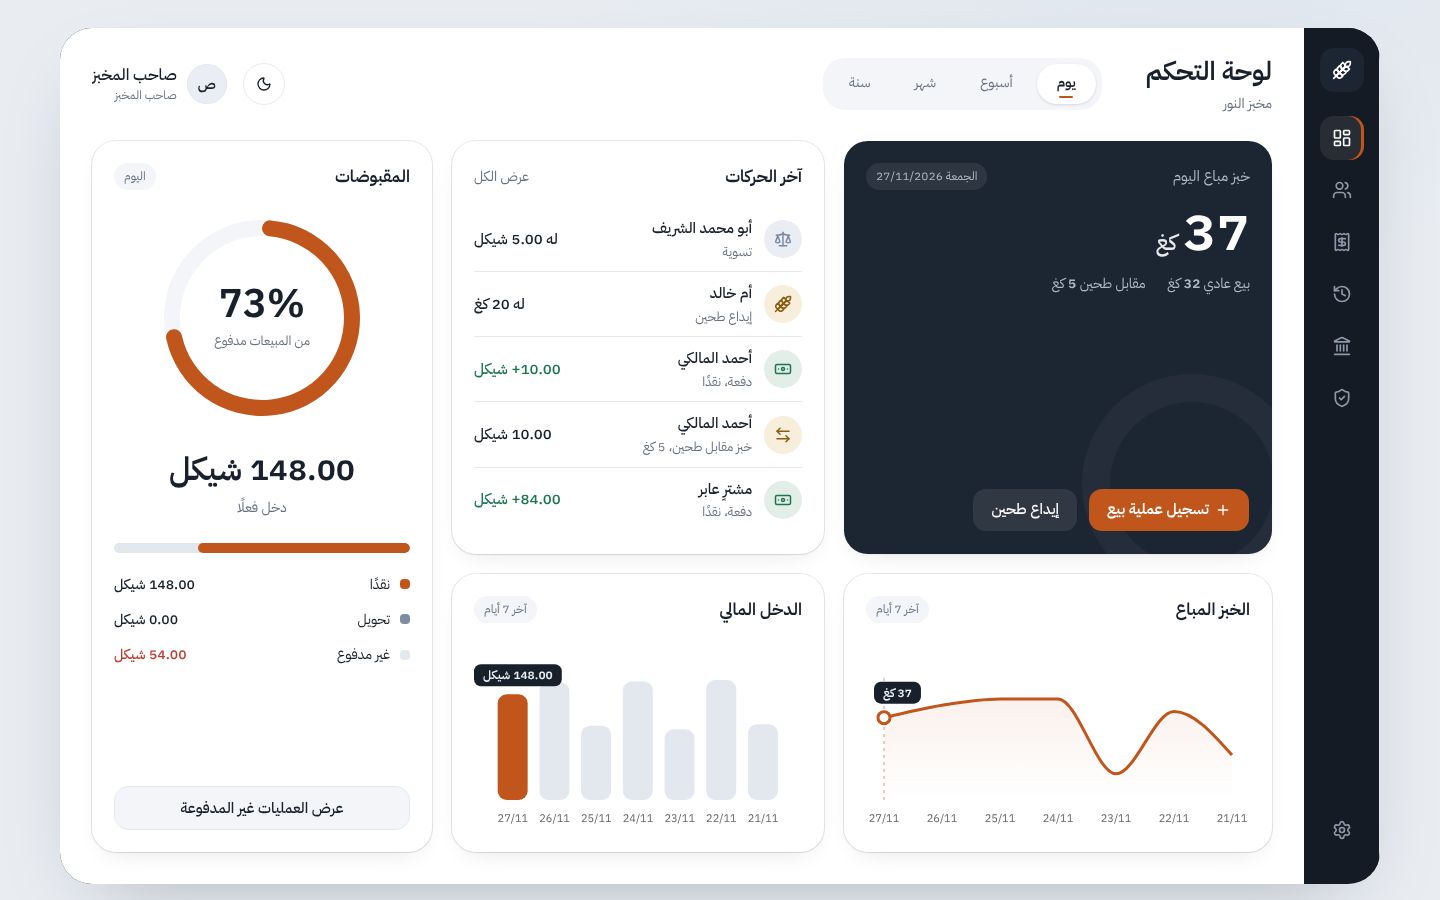 لوحة التحكم
مخبز النور
يوم
أسبوع
شهر
سنة
ص
صاحب المخبز
صاحب المخبز
خبز مباع اليوم
الجمعة 27/11/2026
37 كغ
بيع عادي 32 كغ
مقابل طحين 5 كغ
تسجيل عملية بيع
إيداع طحين
آخر الحركات
عرض الكل
أبو محمد الشريف
تسوية
له 5.00 شيكل
أم خالد
إيداع طحين
له 20 كغ
أحمد المالكي
دفعة، نقدًا
+10.00 شيكل
أحمد المالكي
خبز مقابل طحين، 5 كغ
10.00 شيكل
مشترٍ عابر
دفعة، نقدًا
+84.00 شيكل
المقبوضات
اليوم
73%
من المبيعات مدفوع
148.00 شيكل
دخل فعلًا
نقدًا
148.00 شيكل
تحويل
0.00 شيكل
غير مدفوع
54.00 شيكل
عرض العمليات غير المدفوعة
الخبز المباع
آخر 7 أيام
37 كغ
21/11
22/11
23/11
24/11
25/11
26/11
27/11
الدخل المالي
آخر 7 أيام
148.00 شيكل
21/11
22/11
23/11
24/11
25/11
26/11
27/11